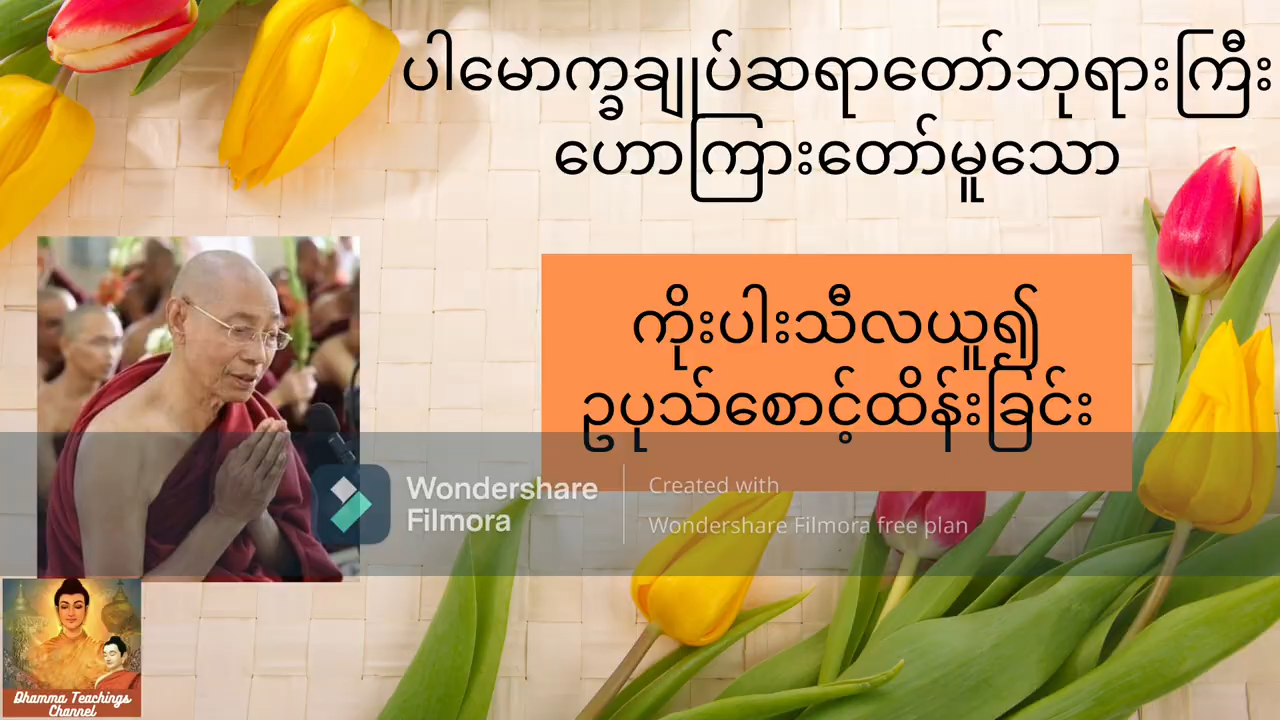 ပါမောက္ခချုပ်ဆရာတော်ဘုရားကြီး
ဟောကြားတော်မူသော
ကိုးပါးသီလယူ၍
ဥပုသ်စောင့်ထိန်းခြင်း
Wondershare
Filmora
Created with
Wondershare Filmora free plan
Dhamma Teachings
Channel